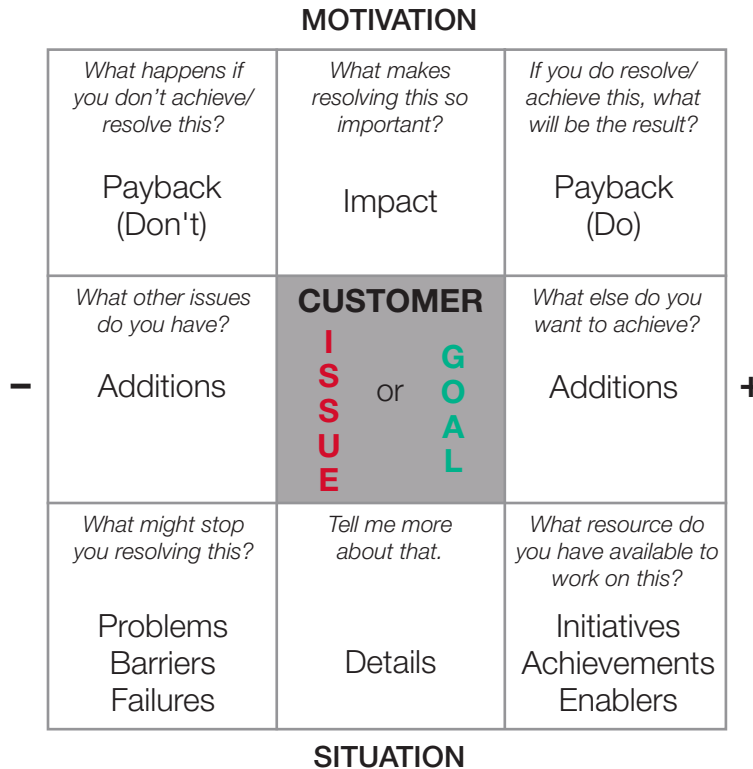 MOTIVATION
What happens if
you don't achieve/
resolve this?
Payback
(Don't)
What makes
resolving this so
important?
Impact
If you do resolve/
achieve this, what
will be the result?
Payback
(Do)
–
What other issues
do you have?
Additions
CUSTOMER
ISSUE
or
GOAL
What else do you
want to achieve?
Additions
+
What might stop
you resolving this?
Problems
Barriers
Failures
Tell me more
about that.
Details
What resource do
you have available to
work on this?
Initiatives
Achievements
Enablers
SITUATION